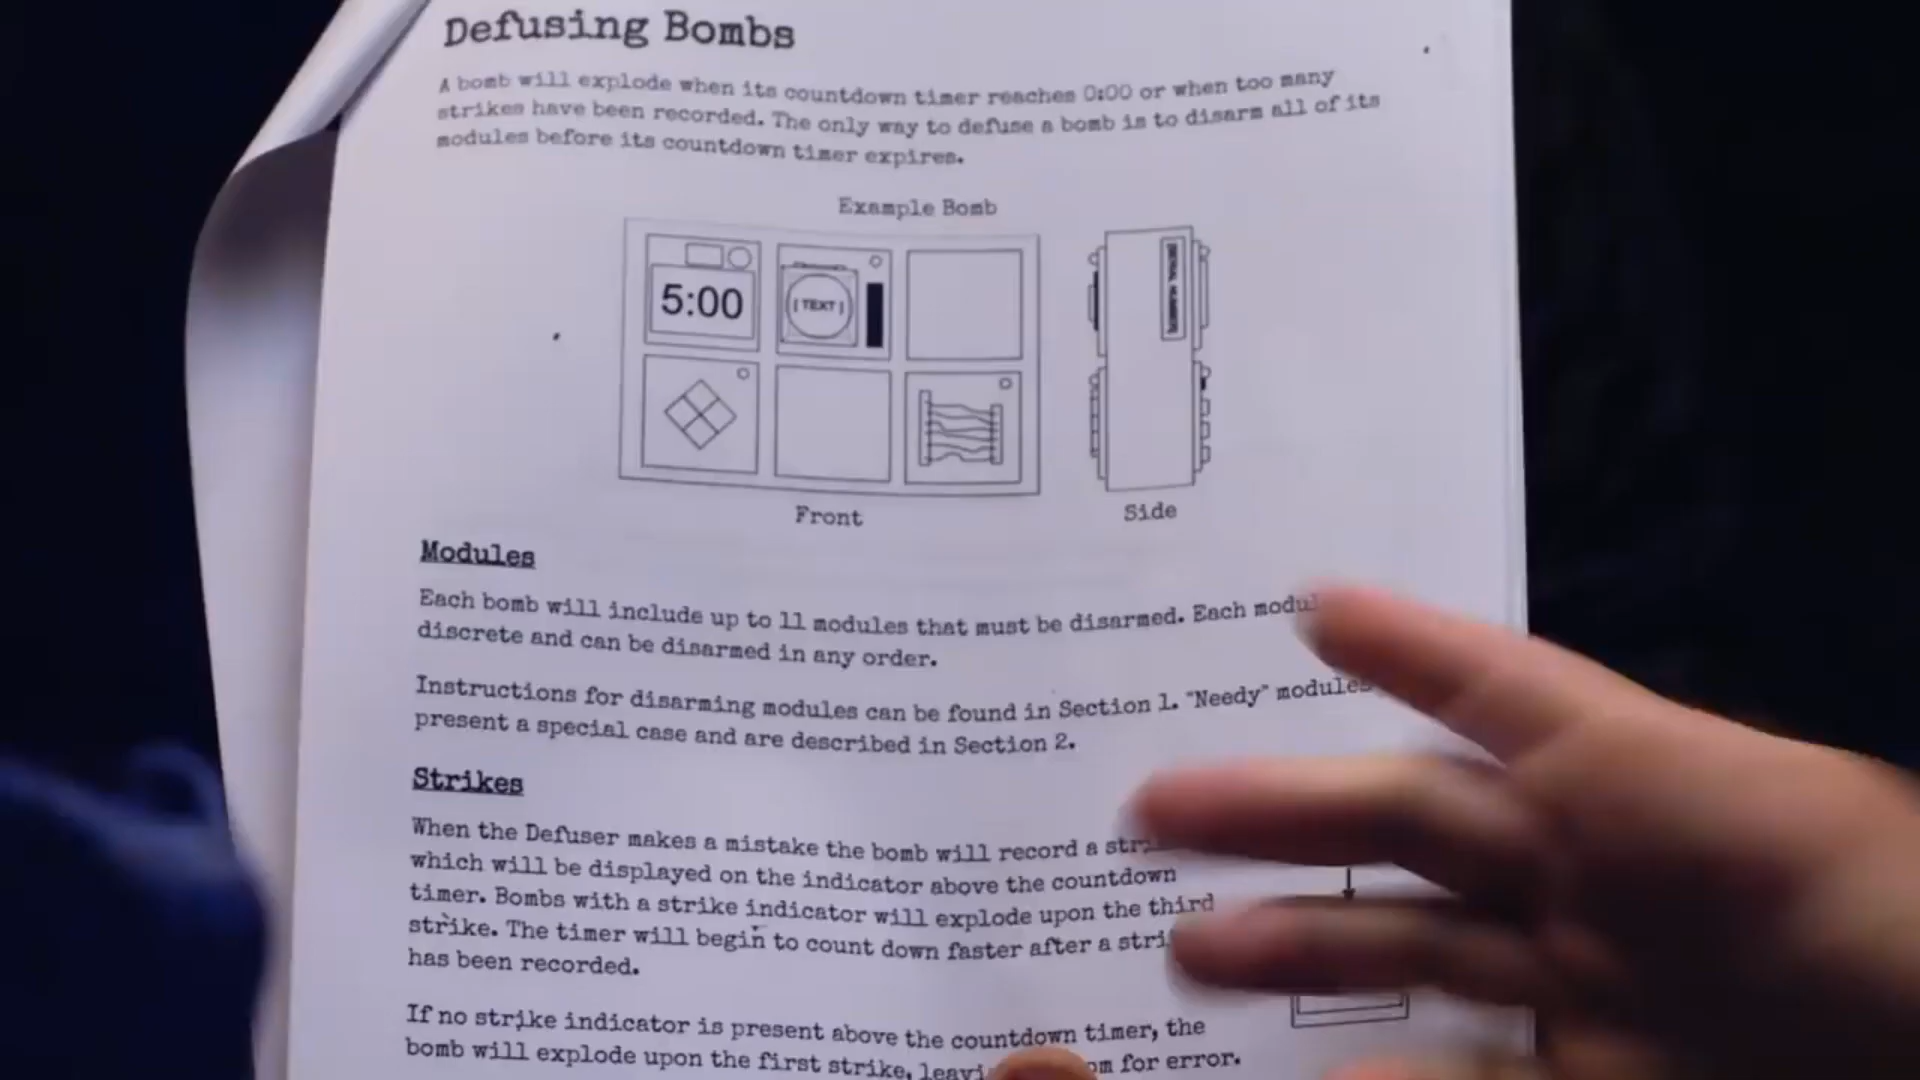 Defusing Bombs
A bomb will explode when its countdown timer reaches 0:00 or when too many
strikes have been recorded. The only way to defuse a bomb is to disarm all of its
modules before its countdown timer expires.
Example Bomb
5:00
[TEXT]
Front
Side
Modules
Each bomb will include up to 11 modules that must be disarmed. Each
discrete and can be disarmed in any order.
Instructions for disarming modules can be found in Section 1. "Needy" modules
present a special case and are described in Section 2.
Strikes
When the Defuser makes a mistake the bomb will record a
which will be displayed on the indicator above the countdown
timer. Bombs with a strike indicator will explode upon the third
strike. The timer will begin to count down faster after a
has been recorded.
If no strike indicator is present above the countdown timer, the
bomb will explode upon the first strike, for error.